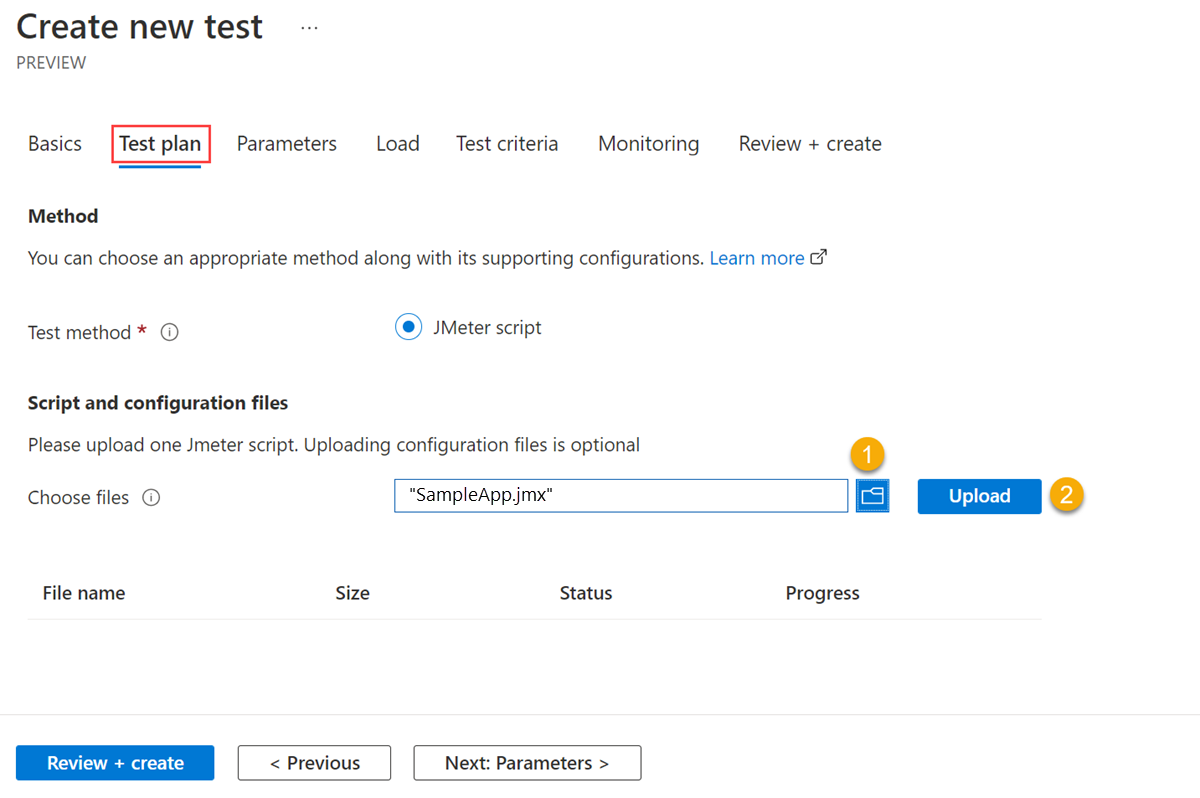 Create new test ...
PREVIEW
Basics Test plan Parameters Load Test criteria Monitoring Review + create
Method
You can choose an appropriate method along with its supporting configurations. Learn more
Test method * JMeter script
Script and configuration files
Please upload one Jmeter script. Uploading configuration files is optional
1
Choose files "SampleApp.jmx" Upload 2
File name Size Status Progress
Review + create < Previous Next: Parameters >